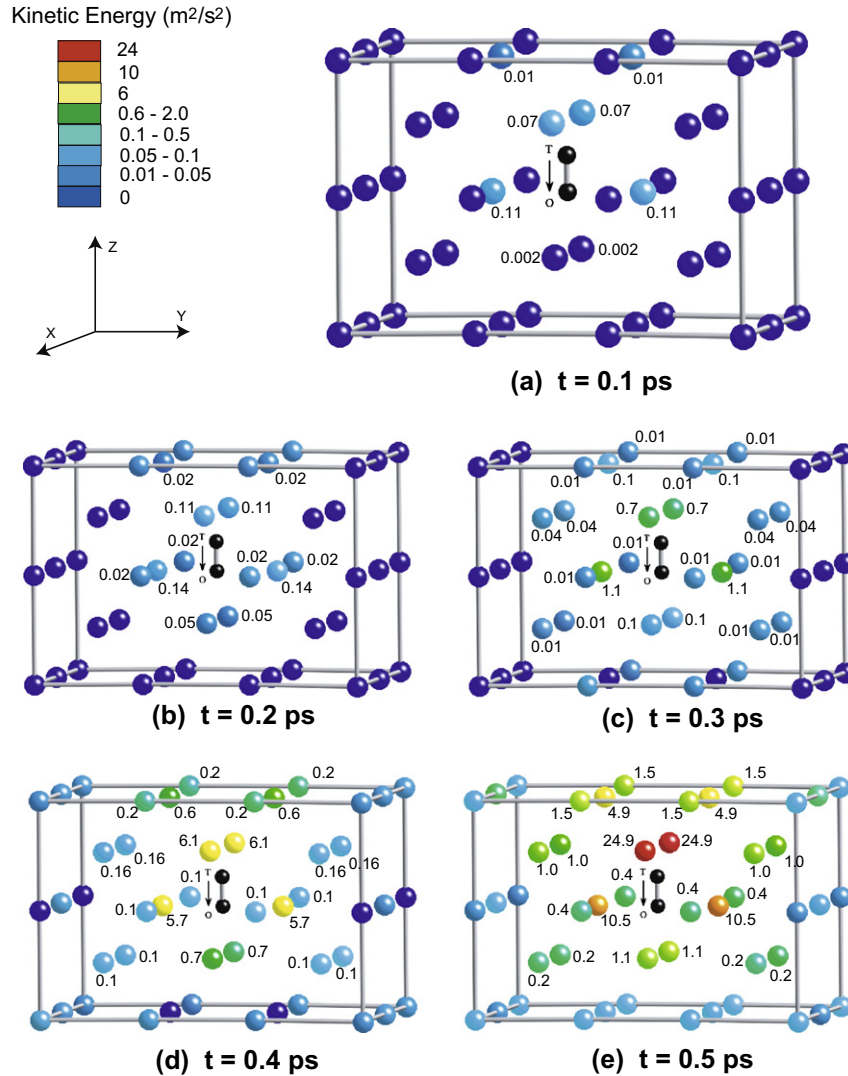 Kinetic Energy (m²/s²)
24
10
6
0.6 - 2.0
0.1 - 0.5
0.05 - 0.1
0.01 - 0.05
0
Z
X
Y
0.01 0.01
0.07 0.07
T
O
0.11 0.11
0.002 0.002
(a) t = 0.1 ps
0.02 0.02
0.11 0.11
T
0.02 0.02 0.02
O
0.02 0.14 0.14
0.05 0.05
(b) t = 0.2 ps
0.01 0.01
0.01 0.1 0.01 0.1
0.7 0.7
0.04 0.04 0.04 0.04
T
0.01 0.01 0.01
O
0.01 1.1 1.1
0.01 0.1 0.1 0.01
0.01 0.01
(c) t = 0.3 ps
0.2 0.2
0.2 0.6 0.2 0.6
6.1 6.1
0.16 0.16 0.16 0.16
T
0.1 0.1 0.1
O
0.1 5.7 5.7
0.1 0.7 0.7 0.1
0.1 0.1
(d) t = 0.4 ps
1.5 1.5
1.5 4.9 1.5 4.9
24.9 24.9
1.0 1.0 1.0 1.0
T
0.4 0.4 0.4
O
0.4 10.5 10.5
0.2 1.1 1.1 0.2
0.2 0.2
(e) t = 0.5 ps